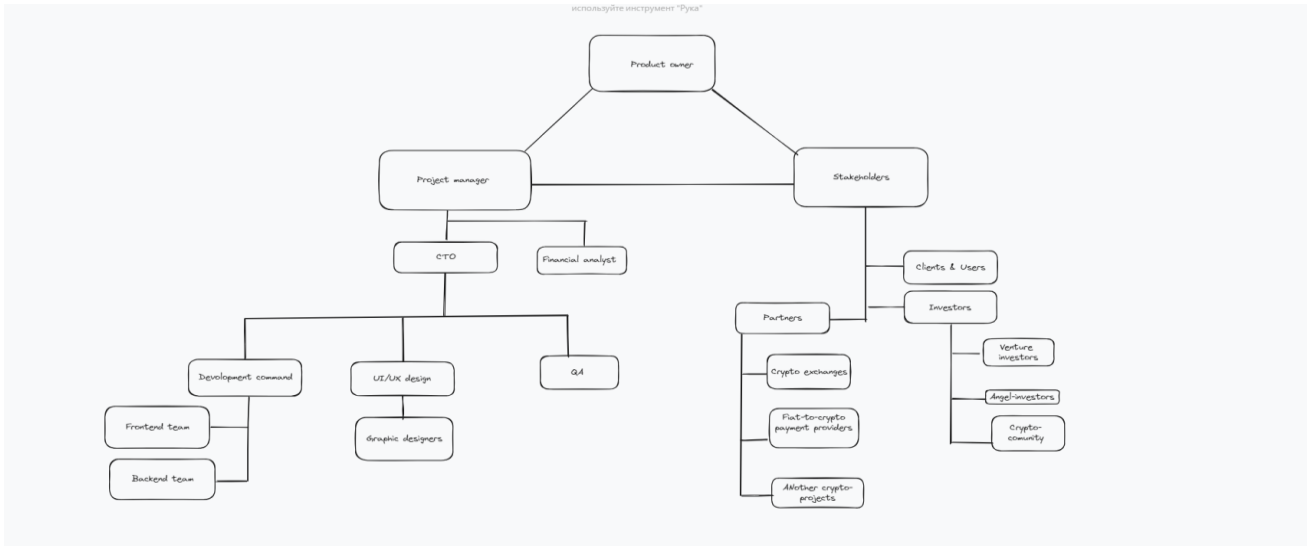 используйте инструмент "Рука"
Product owner
Project manager
Stakeholders
CTO
Financial analyst
Clients & Users
Investors
Partners
Venture
investors
Crypto exchanges
Angel-investors
Fiat-to-crypto
payment providers
Crypto-
comunity
ANother crypto-
projects
Devolopment command
UI/UX design
QA
Frontend team
Graphic designers
Backend team